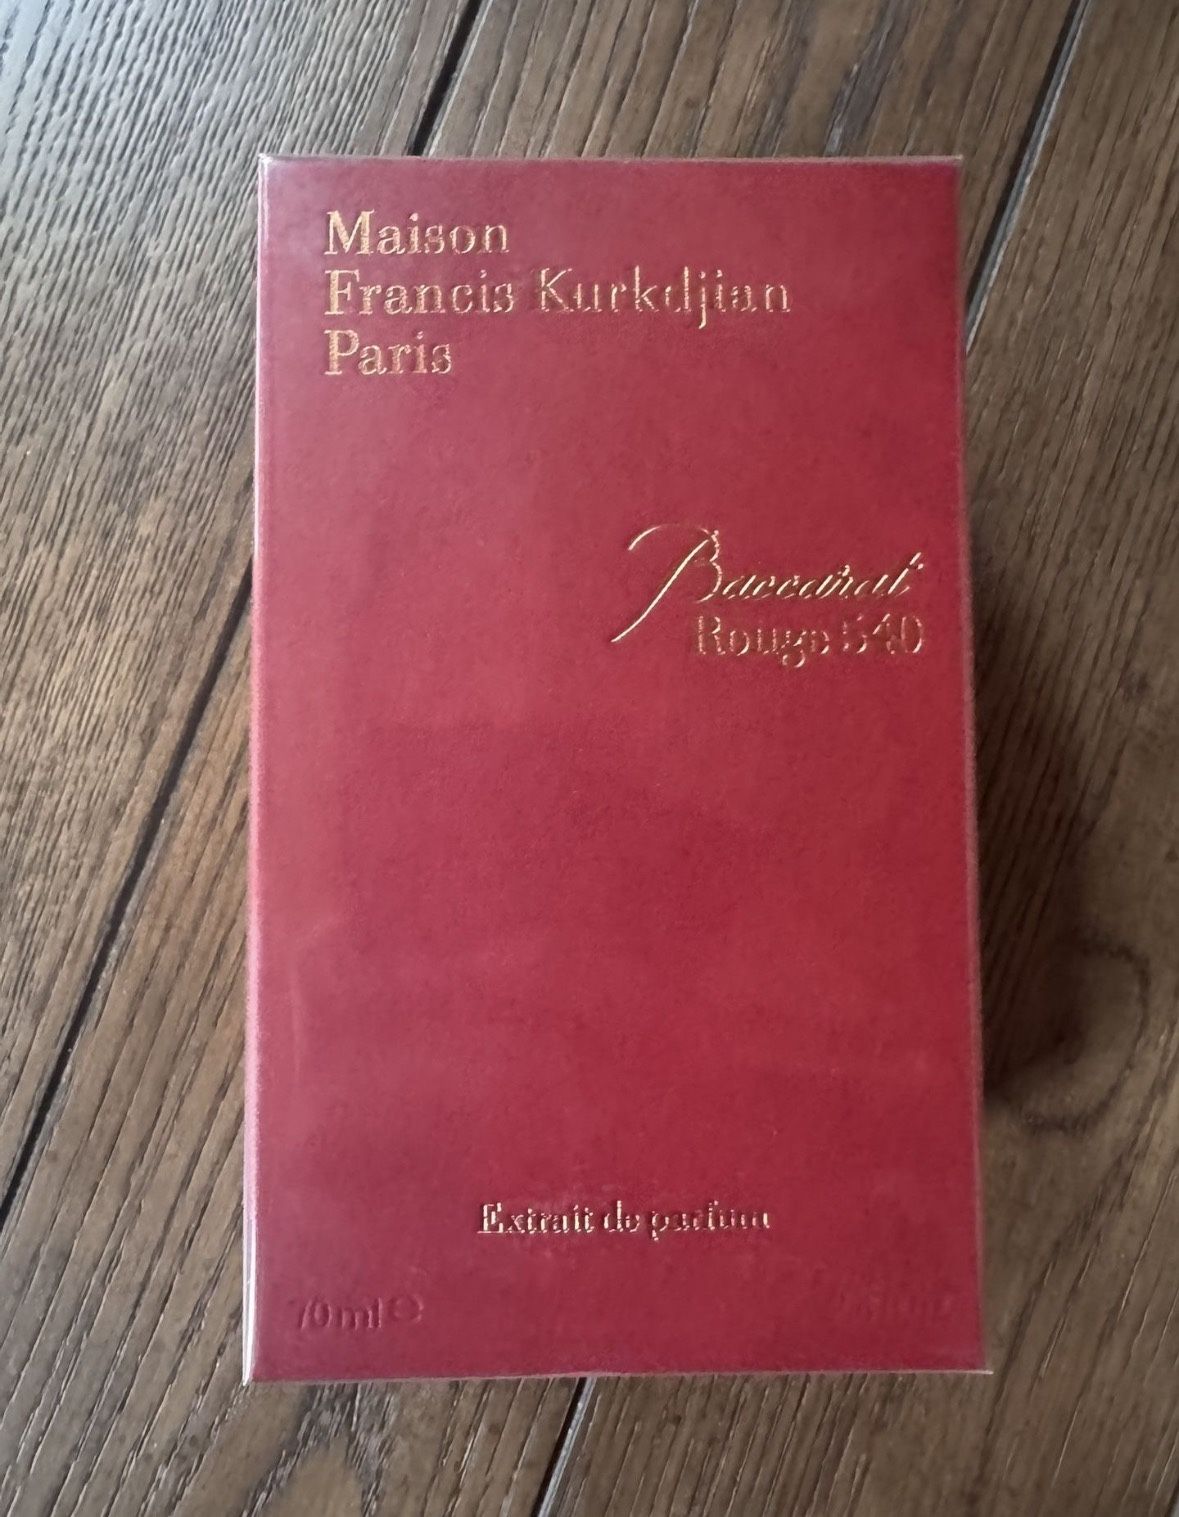 Maison
Francis Kurkdjian
Paris
Baccarat
Rouge 540
Extrait de parfum
70 ml e